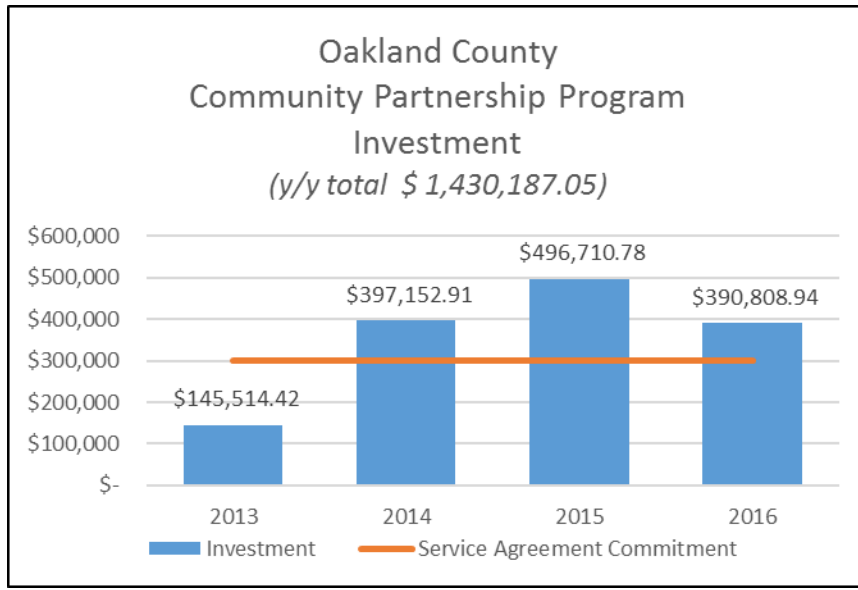 Oakland County
Community Partnership Program
Investment
(y/y total $ 1,430,187.05)
$600,000
$500,000
$400,000
$300,000
$200,000
$100,000
$-
$145,514.42
$397,152.91
$496,710.78
$390,808.94
2013 2014 2015 2016
Investment Service Agreement Commitment